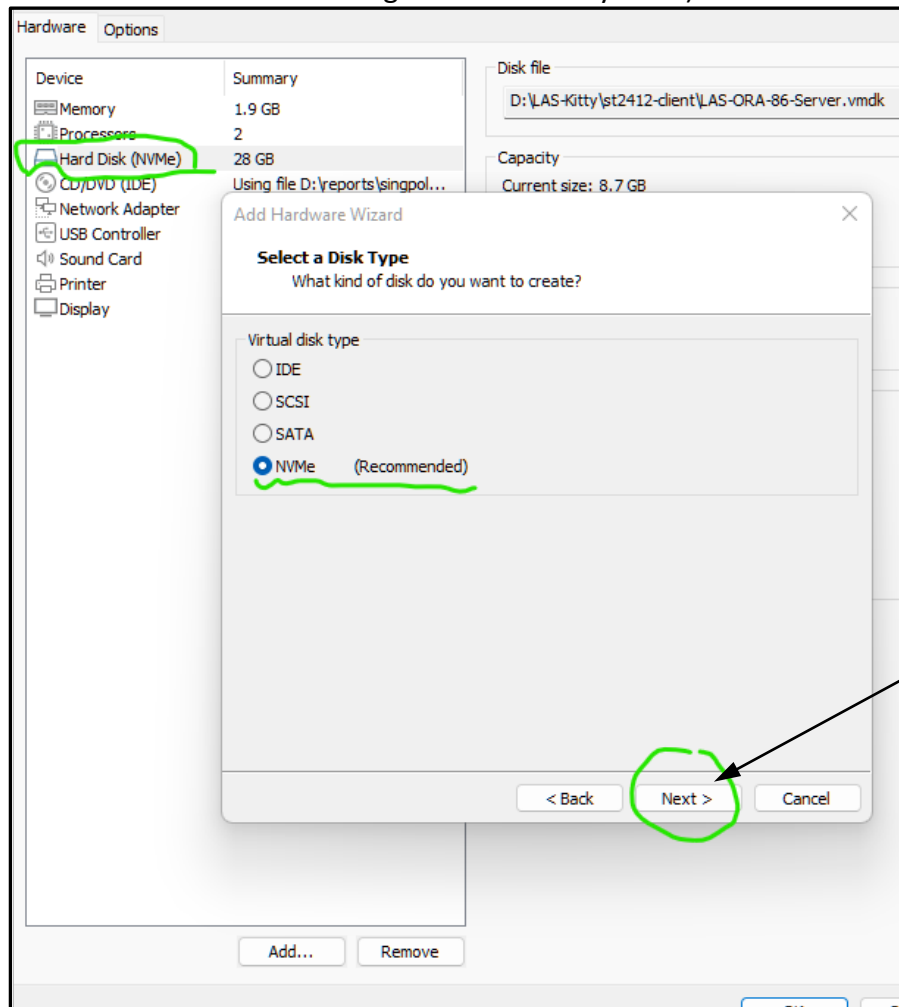 Hardware Options
Device Summary
Memory 1.9 GB
Processors 2
Hard Disk (NVMe) 28 GB
CD/DVD (IDE) Using file D:\reports\singpol...
Network Adapter
USB Controller
Sound Card
Printer
Display
Disk file
D:\LAS-Kitty\st2412-client\LAS-ORA-86-Server.vmdk
Capacity
Current size: 8.7 GB
Add Hardware Wizard
Select a Disk Type
What kind of disk do you want to create?
Virtual disk type
IDE
SCSI
SATA
NVMe (Recommended)
< Back Next > Cancel
Add... Remove